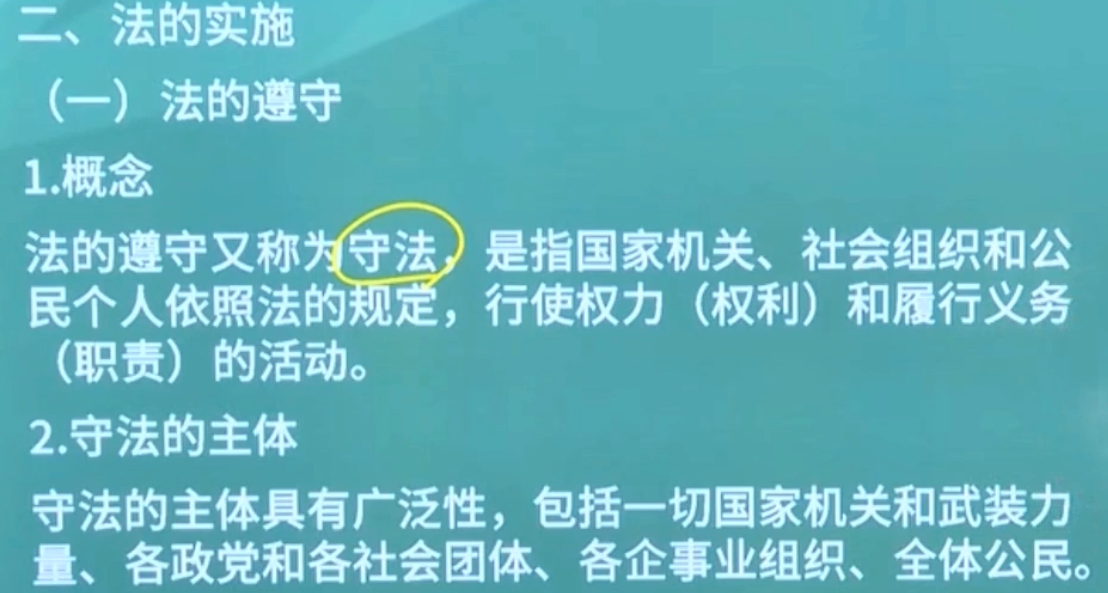 二、法的实施
（一）法的遵守
1.概念
法的遵守又称为守法，是指国家机关、社会组织和公
民个人依照法的规定，行使权力（权利）和履行义务
（职责）的活动。
2.守法的主体
守法的主体具有广泛性，包括一切国家机关和武装力
量、各政党和各社会团体、各企事业组织、全体公民。